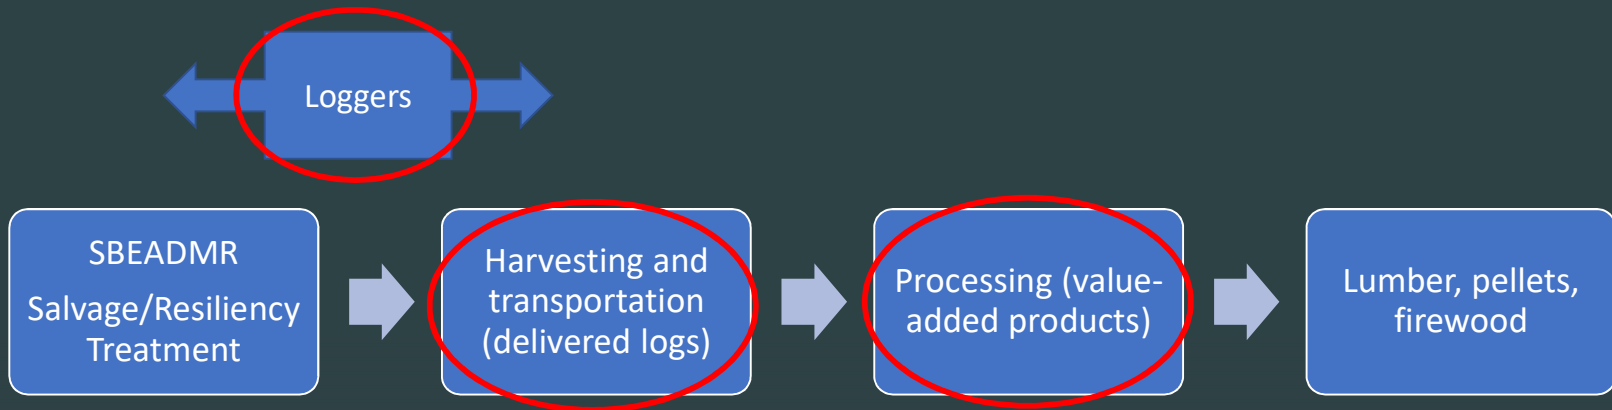 Loggers
SBEADMR
Salvage/Resiliency
Treatment
Harvesting and
transportation
(delivered logs)
Processing (value-
added products)
Lumber, pellets,
firewood